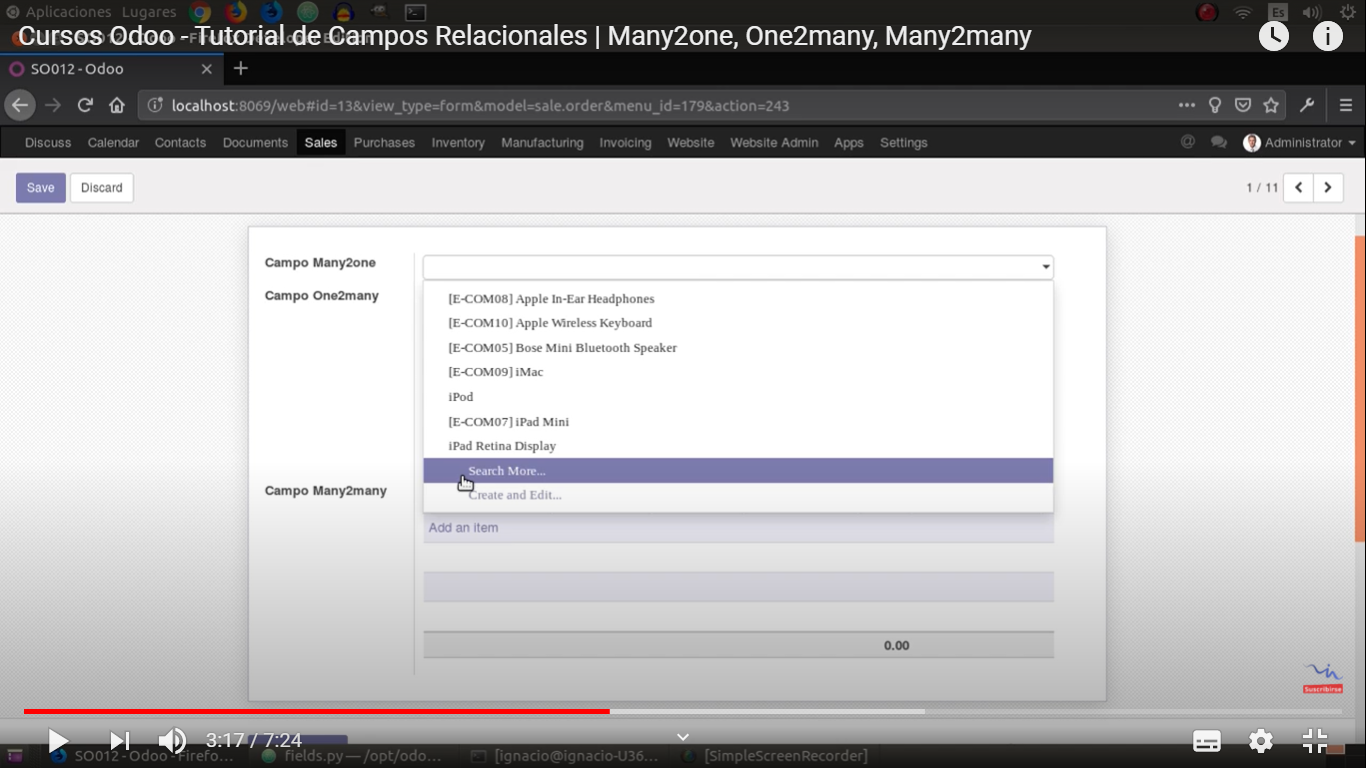 Aplicaciones Lugares
Es
Cursos Odoo - Tutorial de Campos Relacionales | Many2one, One2many, Many2many
SO012 - Odoo
localhost:8069/web#id=13&view_type=form&model=sale.order&menu_id=179&action=243
Discuss Calendar Contacts Documents Sales Purchases Inventory Manufacturing Invoicing Website Website Admin Apps Settings Administrator
Save Discard 1 / 11
Campo Many2one
Campo One2many
[E-COM08] Apple In-Ear Headphones
[E-COM10] Apple Wireless Keyboard
[E-COM05] Bose Mini Bluetooth Speaker
[E-COM09] iMac
iPod
[E-COM07] iPad Mini
iPad Retina Display
Search More...
Campo Many2many
Create and Edit...
Add an item
0.00
Suscribirse
3:17 / 7:24
SO012 - Odoo - Firefo... fields.py — /opt/odo... [ignacio@ignacio-U36... [SimpleScreenRecorder]